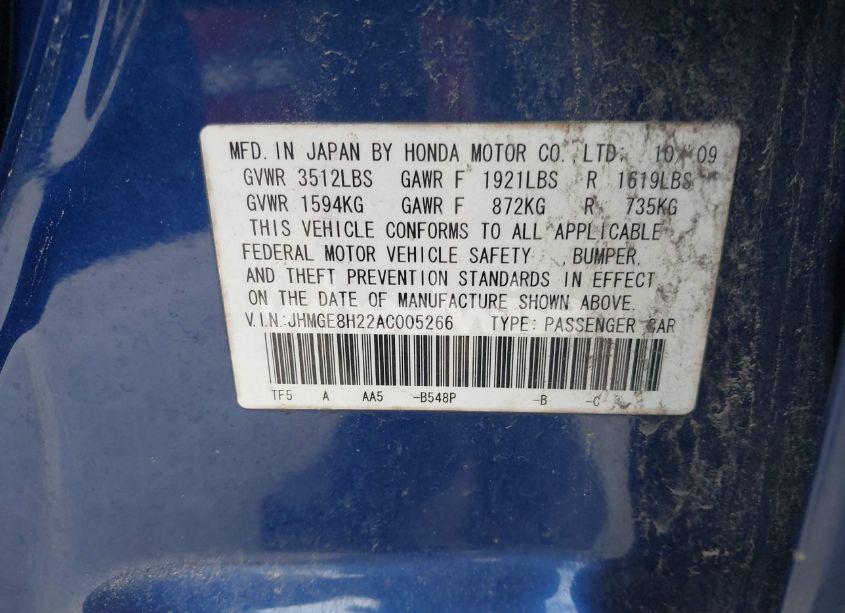 MFD. IN JAPAN BY HONDA MOTOR CO., LTD. 10/09
GVWR 3512LBS GAWR F 1921LBS R 1619LBS
GVWR 1594KG GAWR F 872KG R 735KG
THIS VEHICLE CONFORMS TO ALL APPLICABLE
FEDERAL MOTOR VEHICLE SAFETY , BUMPER,
AND THEFT PREVENTION STANDARDS IN EFFECT
ON THE DATE OF MANUFACTURE SHOWN ABOVE.
V.I.N.:JHMGE8H22AC005266 TYPE: PASSENGER CAR
TF5 A AA5 -B548P -B -C